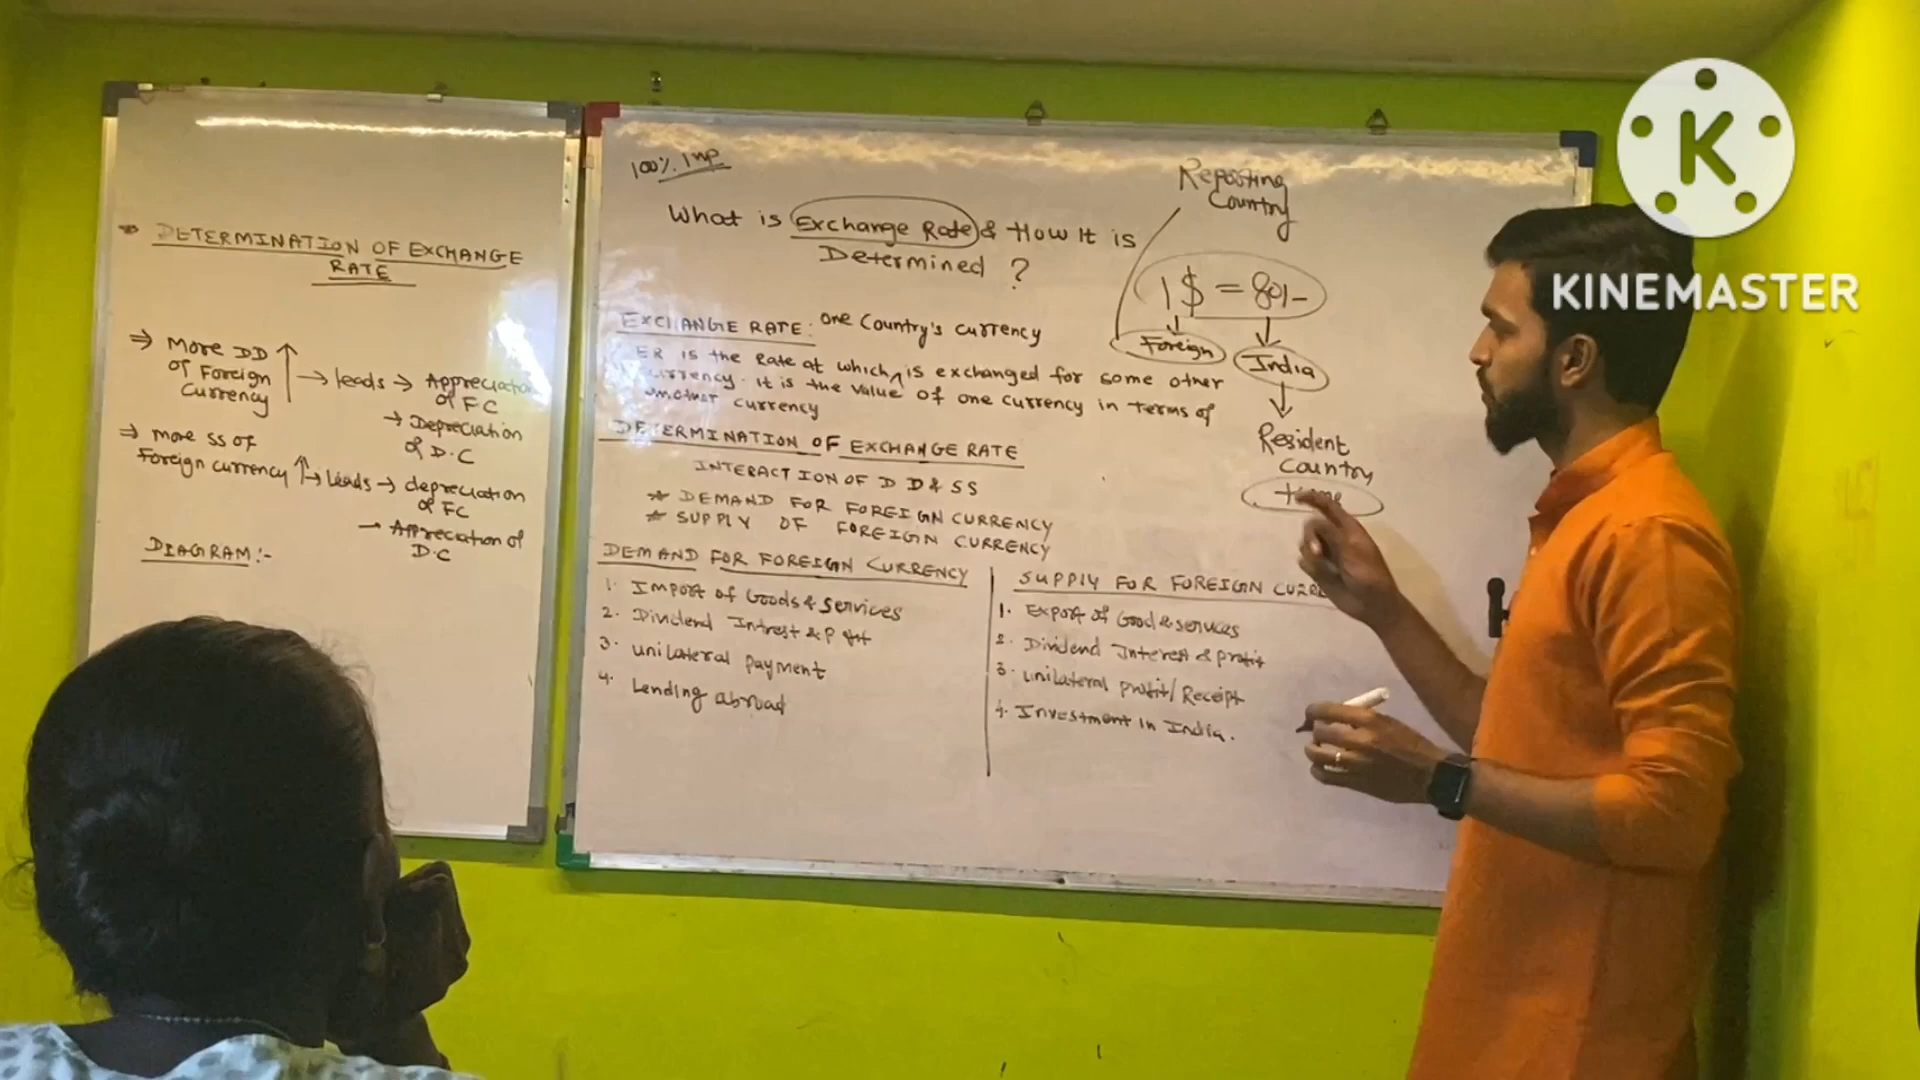 DETERMINATION OF EXCHANGE
RATE
⇒ More DD
of Foreign
Currency
↑ → leads → Appreciation
of FC
→ Depreciation
of D.C
⇒ More SS of
Foreign currency ↑ → leads → depreciation
of FC
→ Appreciation of
D.C
DIAGRAM:-
100% Imp
What is Exchange Rate & How It is
Determined ?
EXCHANGE RATE: One Country's currency
ER is the Rate at which ^ is exchanged for some other
currency. It is the value of one currency in terms of
another currency
DETERMINATION OF EXCHANGE RATE
INTERACTION OF DD & SS
* DEMAND FOR FOREIGN CURRENCY
* SUPPLY OF FOREIGN CURRENCY
DEMAND FOR FOREIGN CURRENCY
1. Import of Goods & Services
2. Dividend Intrest &
3. Unilateral payment
4. Lending abroad
SUPPLY FOR FOREIGN
1. Export of Good & services
2. Dividend Interest & profit
3. Unilateral profit/Receipt
4. Investment in India.
Reporting
Country
1 $ = 80/-
Foreign
India
Resident
Country
K
KINEMASTER